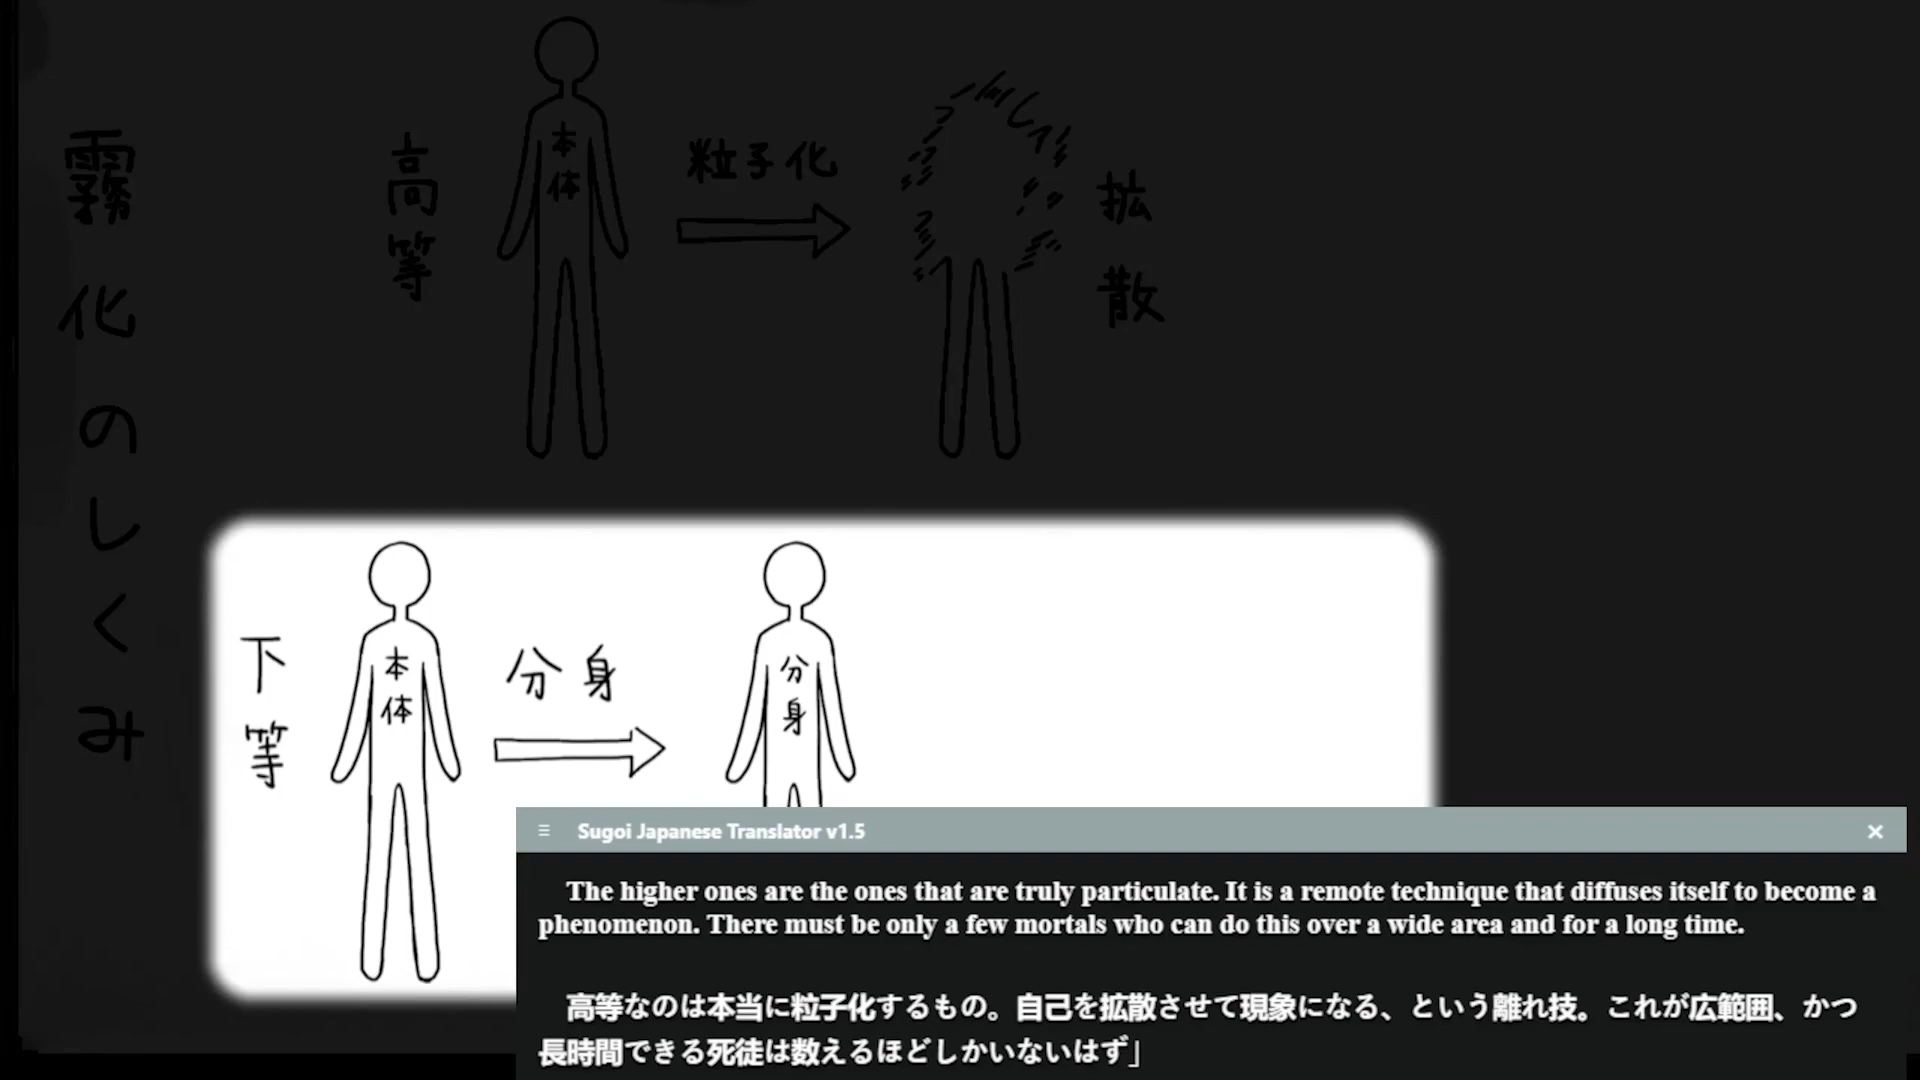 霧化のしくみ
高等
本体
粒子化
拡散
下等
本体
分身
分身
Sugoi Japanese Translator v1.5
The higher ones are the ones that are truly particulate. It is a remote technique that diffuses itself to become a
phenomenon. There must be only a few mortals who can do this over a wide area and for a long time.
高等なのは本当に粒子化するもの。自己を拡散させて現象になる、という離れ技。これが広範囲、かつ
長時間できる死徒は数えるほどしかいないはず」